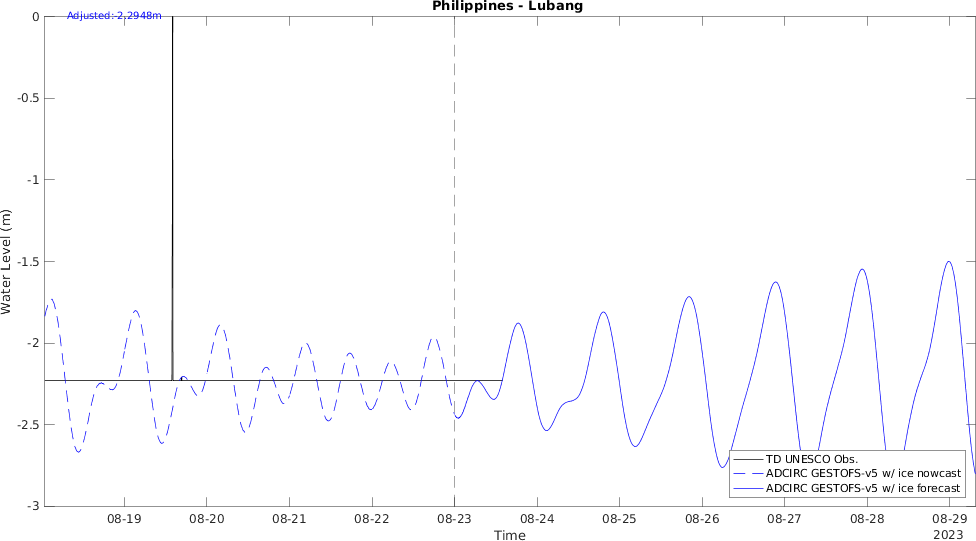 Philippines - Lubang
Adjusted:-2.2948m
0
-0.5
-1
-1.5
-2
-2.5
-3
Water Level (m)
TD UNESCO Obs.
ADCIRC GESTOFS-v5 w/ ice nowcast
ADCIRC GESTOFS-v5 w/ ice forecast
08-19 08-20 08-21 08-22 08-23 08-24 08-25 08-26 08-27 08-28 08-29
Time
2023